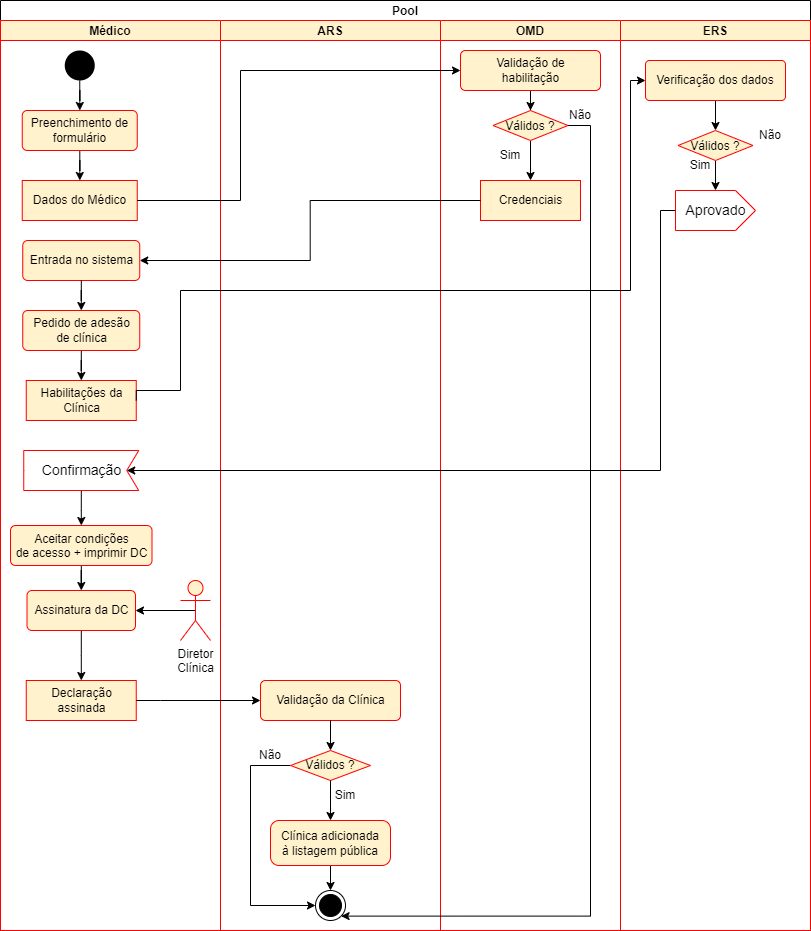 Pool
Médico
ARS
OMD
ERS
Preenchimento de
formulário
Dados do Médico
Validação de
habilitação
Válidos ?
Não
Sim
Credenciais
Verificação dos dados
Válidos ?
Não
Sim
Aprovado
Entrada no sistema
Pedido de adesão
de clínica
Habilitações da
Clínica
Confirmação
Aceitar condições
de acesso + imprimir DC
Assinatura da DC
Diretor
Clínica
Declaração
assinada
Validação da Clínica
Válidos ?
Não
Sim
Clínica adicionada
à listagem pública